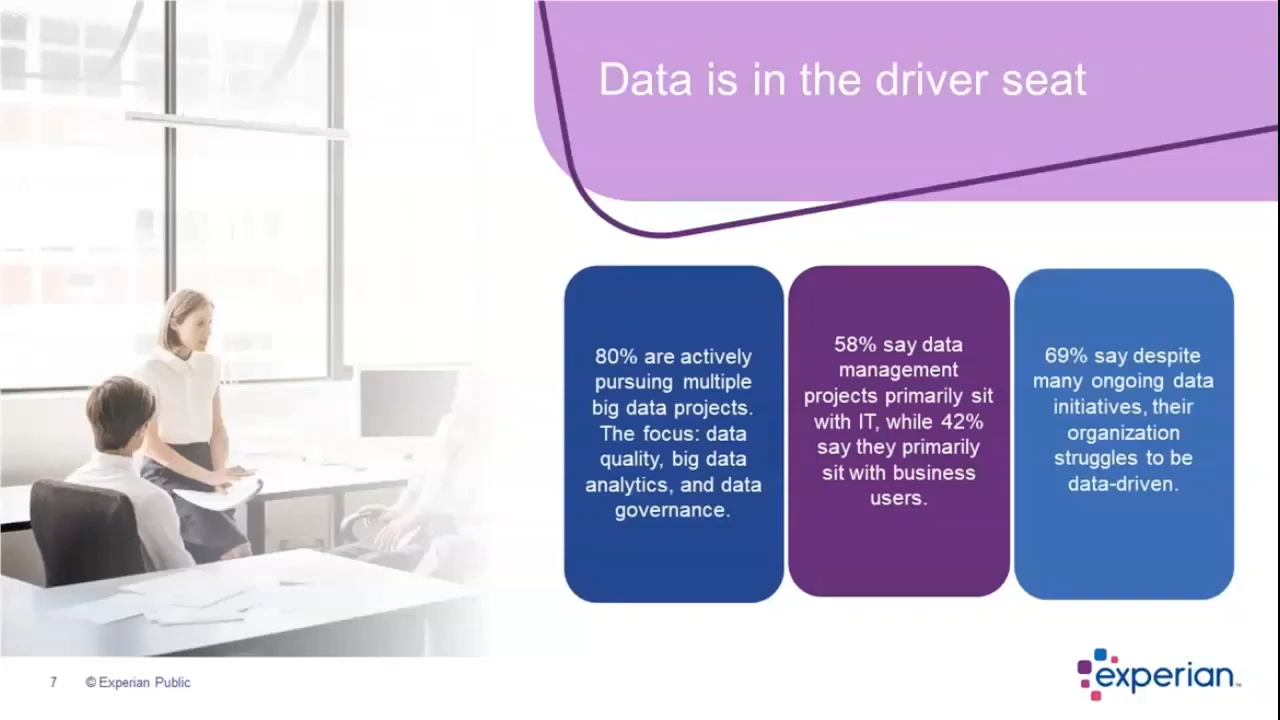 Data is in the driver seat
80% are actively
pursuing multiple
big data projects.
The focus: data
quality, big data
analytics, and data
governance.
58% say data
management
projects primarily sit
with IT, while 42%
say they primarily
sit with business
users.
69% say despite
many ongoing data
initiatives, their
organization
struggles to be
data-driven.
7 © Experian Public
experian™